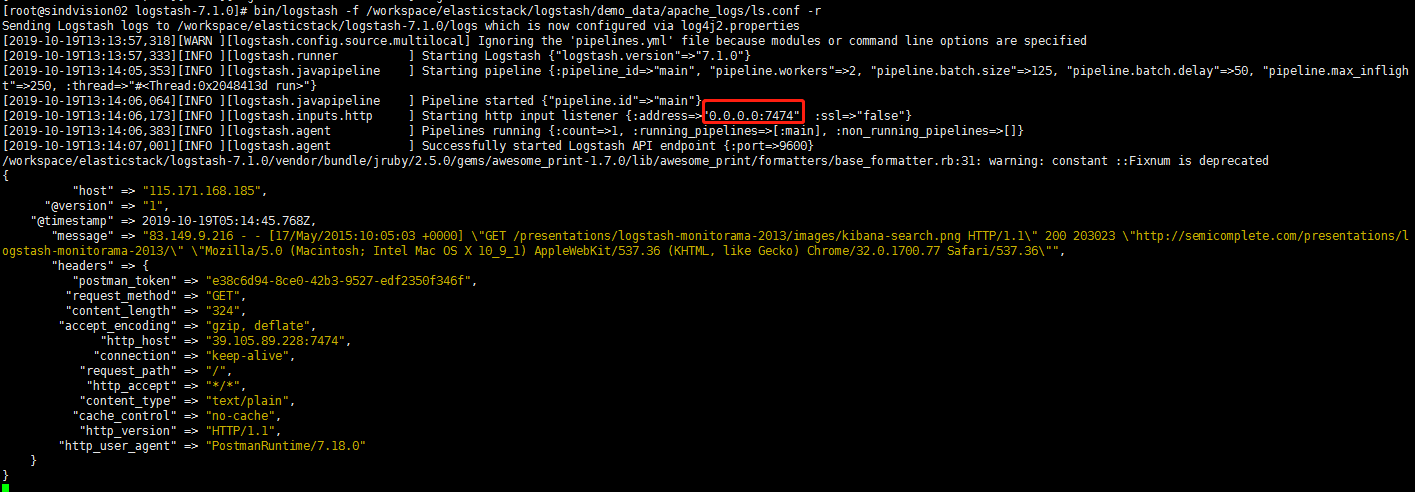 [root@sindvision02 logstash-7.1.0]# bin/logstash -f /workspace/elasticstack/logstash/demo_data/apache_logs/ls.conf -r
Sending Logstash logs to /workspace/elasticstack/logstash-7.1.0/logs which is now configured via log4j2.properties
[2019-10-19T13:13:57,318][WARN ][logstash.config.source.multilocal] Ignoring the 'pipelines.yml' file because modules or command line options are specified
[2019-10-19T13:13:57,333][INFO ][logstash.runner          ] Starting Logstash {"logstash.version"=>"7.1.0"}
[2019-10-19T13:14:05,353][INFO ][logstash.javapipeline    ] Starting pipeline {:pipeline_id=>"main", "pipeline.workers"=>2, "pipeline.batch.size"=>125, "pipeline.batch.delay"=>50, "pipeline.max_infligh
t"=>250, :thread=>"#<Thread:0x2048413d run>"}
[2019-10-19T13:14:06,064][INFO ][logstash.javapipeline    ] Pipeline started {"pipeline.id"=>"main"}
[2019-10-19T13:14:06,173][INFO ][logstash.inputs.http     ] Starting http input listener {:address=>"0.0.0.0:7474", :ssl=>"false"}
[2019-10-19T13:14:06,383][INFO ][logstash.agent           ] Pipelines running {:count=>1, :running_pipelines=>[:main], :non_running_pipelines=>[]}
[2019-10-19T13:14:07,001][INFO ][logstash.agent           ] Successfully started Logstash API endpoint {:port=>9600}
/workspace/elasticstack/logstash-7.1.0/vendor/bundle/jruby/2.5.0/gems/awesome_print-1.7.0/lib/awesome_print/formatters/base_formatter.rb:31: warning: constant ::Fixnum is deprecated
{
"host" => "115.171.168.185",
"@version" => "1",
"@timestamp" => 2019-10-19T05:14:45.768Z,
"message" => "83.149.9.216 - - [17/May/2015:10:05:03 +0000] \"GET /presentations/logstash-monitorama-2013/images/kibana-search.png HTTP/1.1\" 200 203023 \"http://semicomplete.com/presentations/l
ogstash-monitorama-2013/\" \"Mozilla/5.0 (Macintosh; Intel Mac OS X 10_9_1) AppleWebKit/537.36 (KHTML, like Gecko) Chrome/32.0.1700.77 Safari/537.36\"",
"headers" => {
"postman_token" => "e38c6d94-8ce0-42b3-9527-edf2350f346f",
"request_method" => "GET",
"content_length" => "324",
"accept_encoding" => "gzip, deflate",
"http_host" => "39.105.89.228:7474",
"connection" => "keep-alive",
"request_path" => "/",
"http_accept" => "*/*",
"content_type" => "text/plain",
"cache_control" => "no-cache",
"http_version" => "HTTP/1.1",
"http_user_agent" => "PostmanRuntime/7.18.0"
}
}